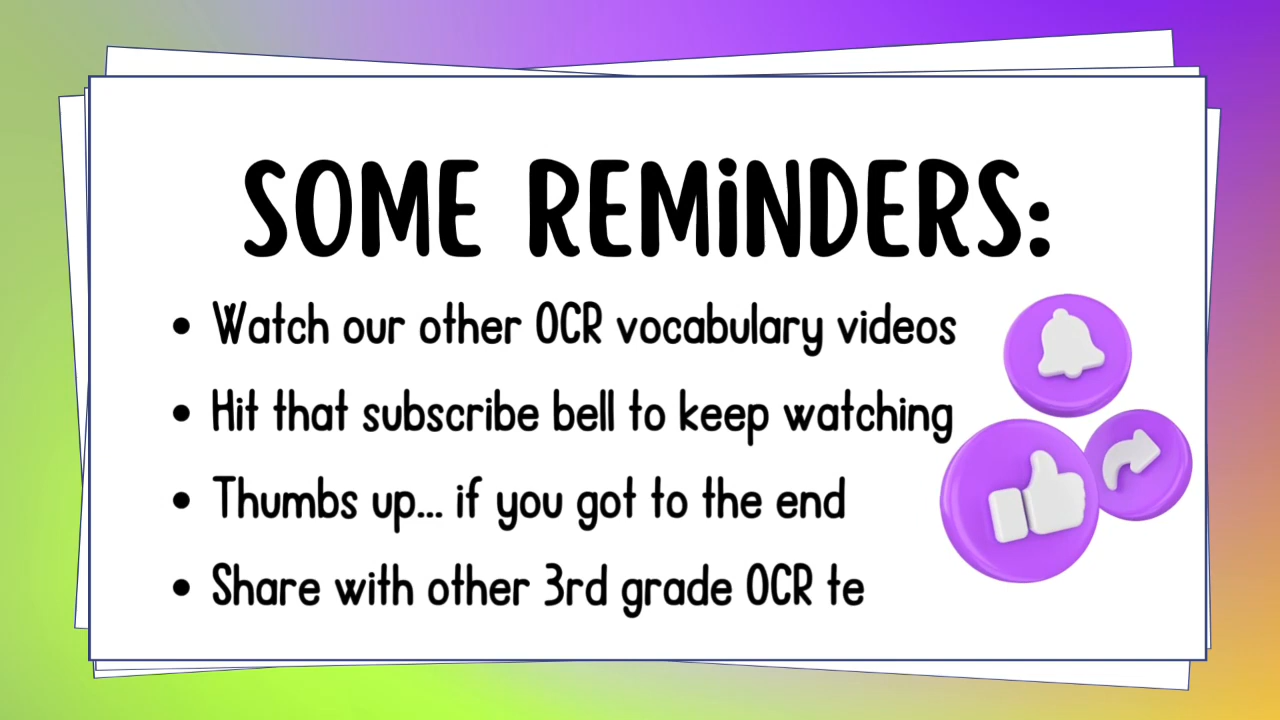 SOME REMiNDERS:
• Watch our other OCR vocabulary videos
• Hit that subscribe bell to keep watching
• Thumbs up... if you got to the end
• Share with other 3rd grade OCR te